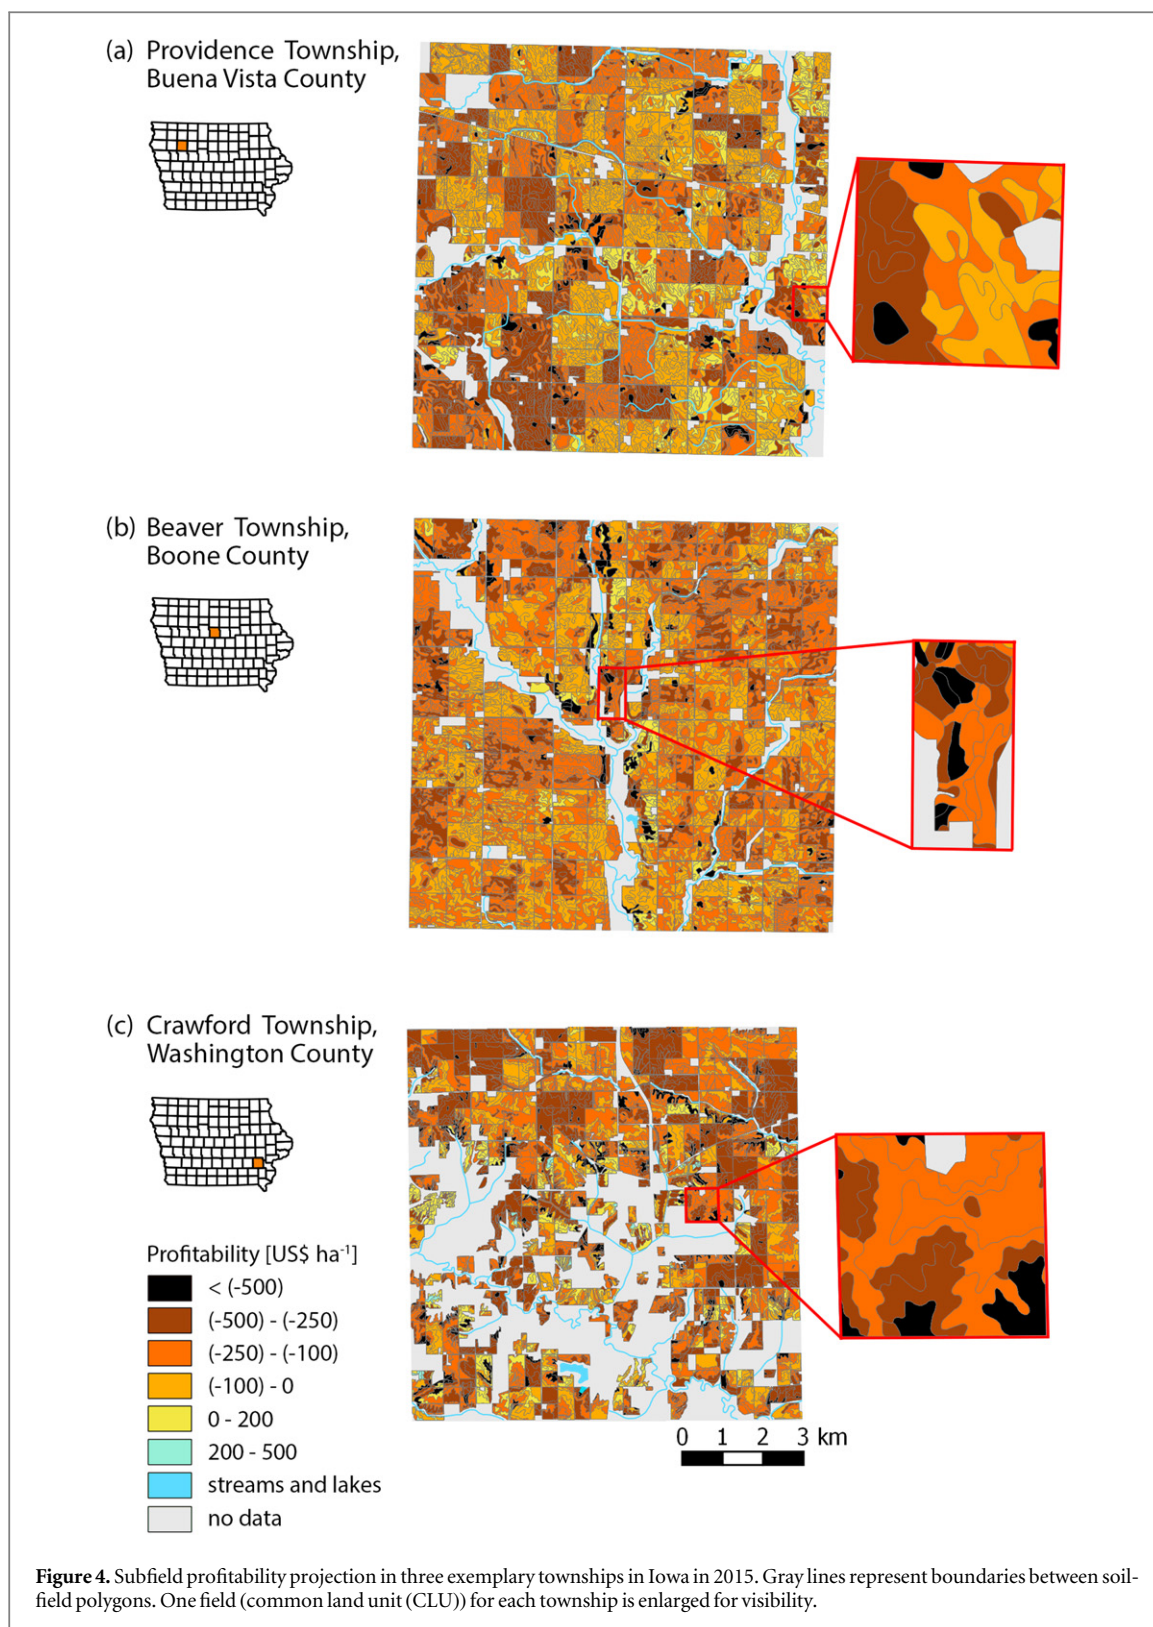 (a) Providence Township,
Buena Vista County
(b) Beaver Township,
Boone County
(c) Crawford Township,
Washington County
Profitability [US$ ha⁻¹]
< (-500)
(-500) - (-250)
(-250) - (-100)
(-100) - 0
0 - 200
200 - 500
streams and lakes
no data
0 1 2 3 km
Figure 4. Subfield profitability projection in three exemplary townships in Iowa in 2015. Gray lines represent boundaries between soil-
field polygons. One field (common land unit (CLU)) for each township is enlarged for visibility.